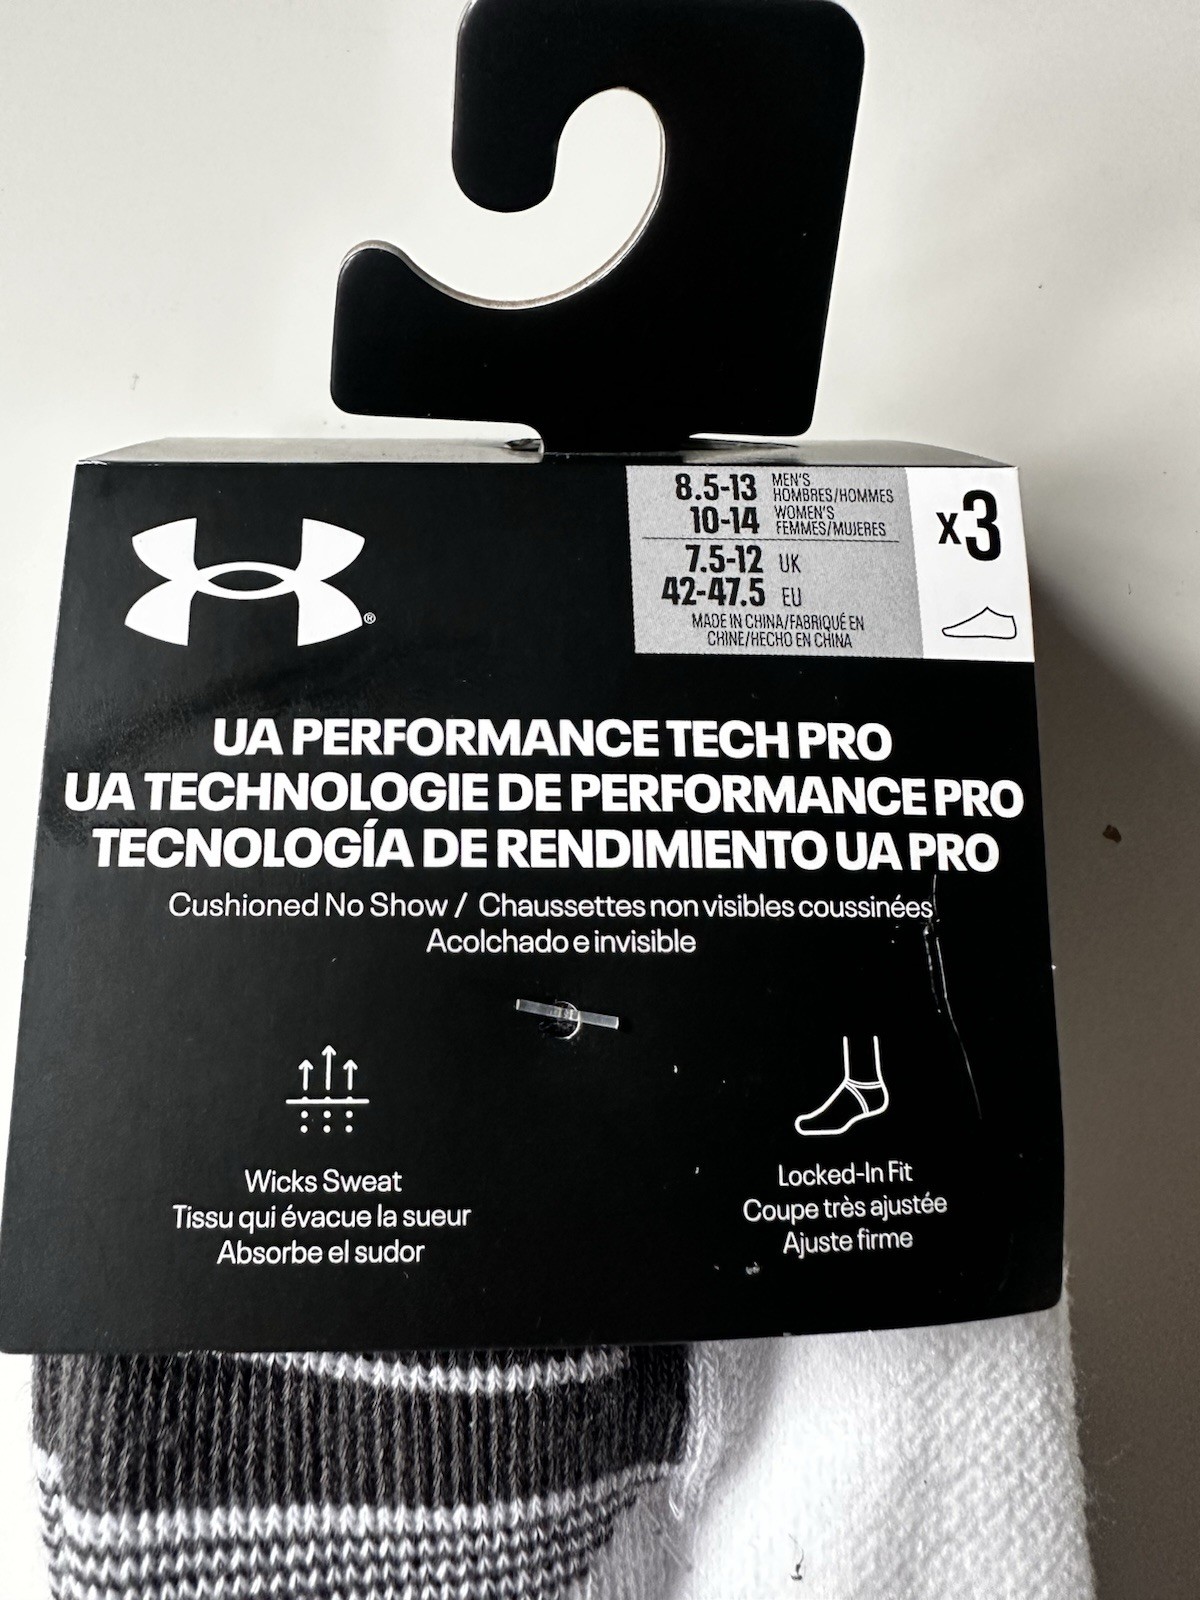 8.5-13 MEN'S
HOMBRES/HOMMES
10-14 WOMEN'S
FEMMES/MUJERES
7.5-12 UK
42-47.5 EU
MADE IN CHINA/FABRIQUÉ EN
CHINE/HECHO EN CHINA
x3
®
UA PERFORMANCE TECH PRO
UA TECHNOLOGIE DE PERFORMANCE PRO
TECNOLOGÍA DE RENDIMIENTO UA PRO
Cushioned No Show / Chaussettes non visibles coussinées
Acolchado e invisible
Wicks Sweat
Tissu qui évacue la sueur
Absorbe el sudor
Locked-In Fit
Coupe très ajustée
Ajuste firme